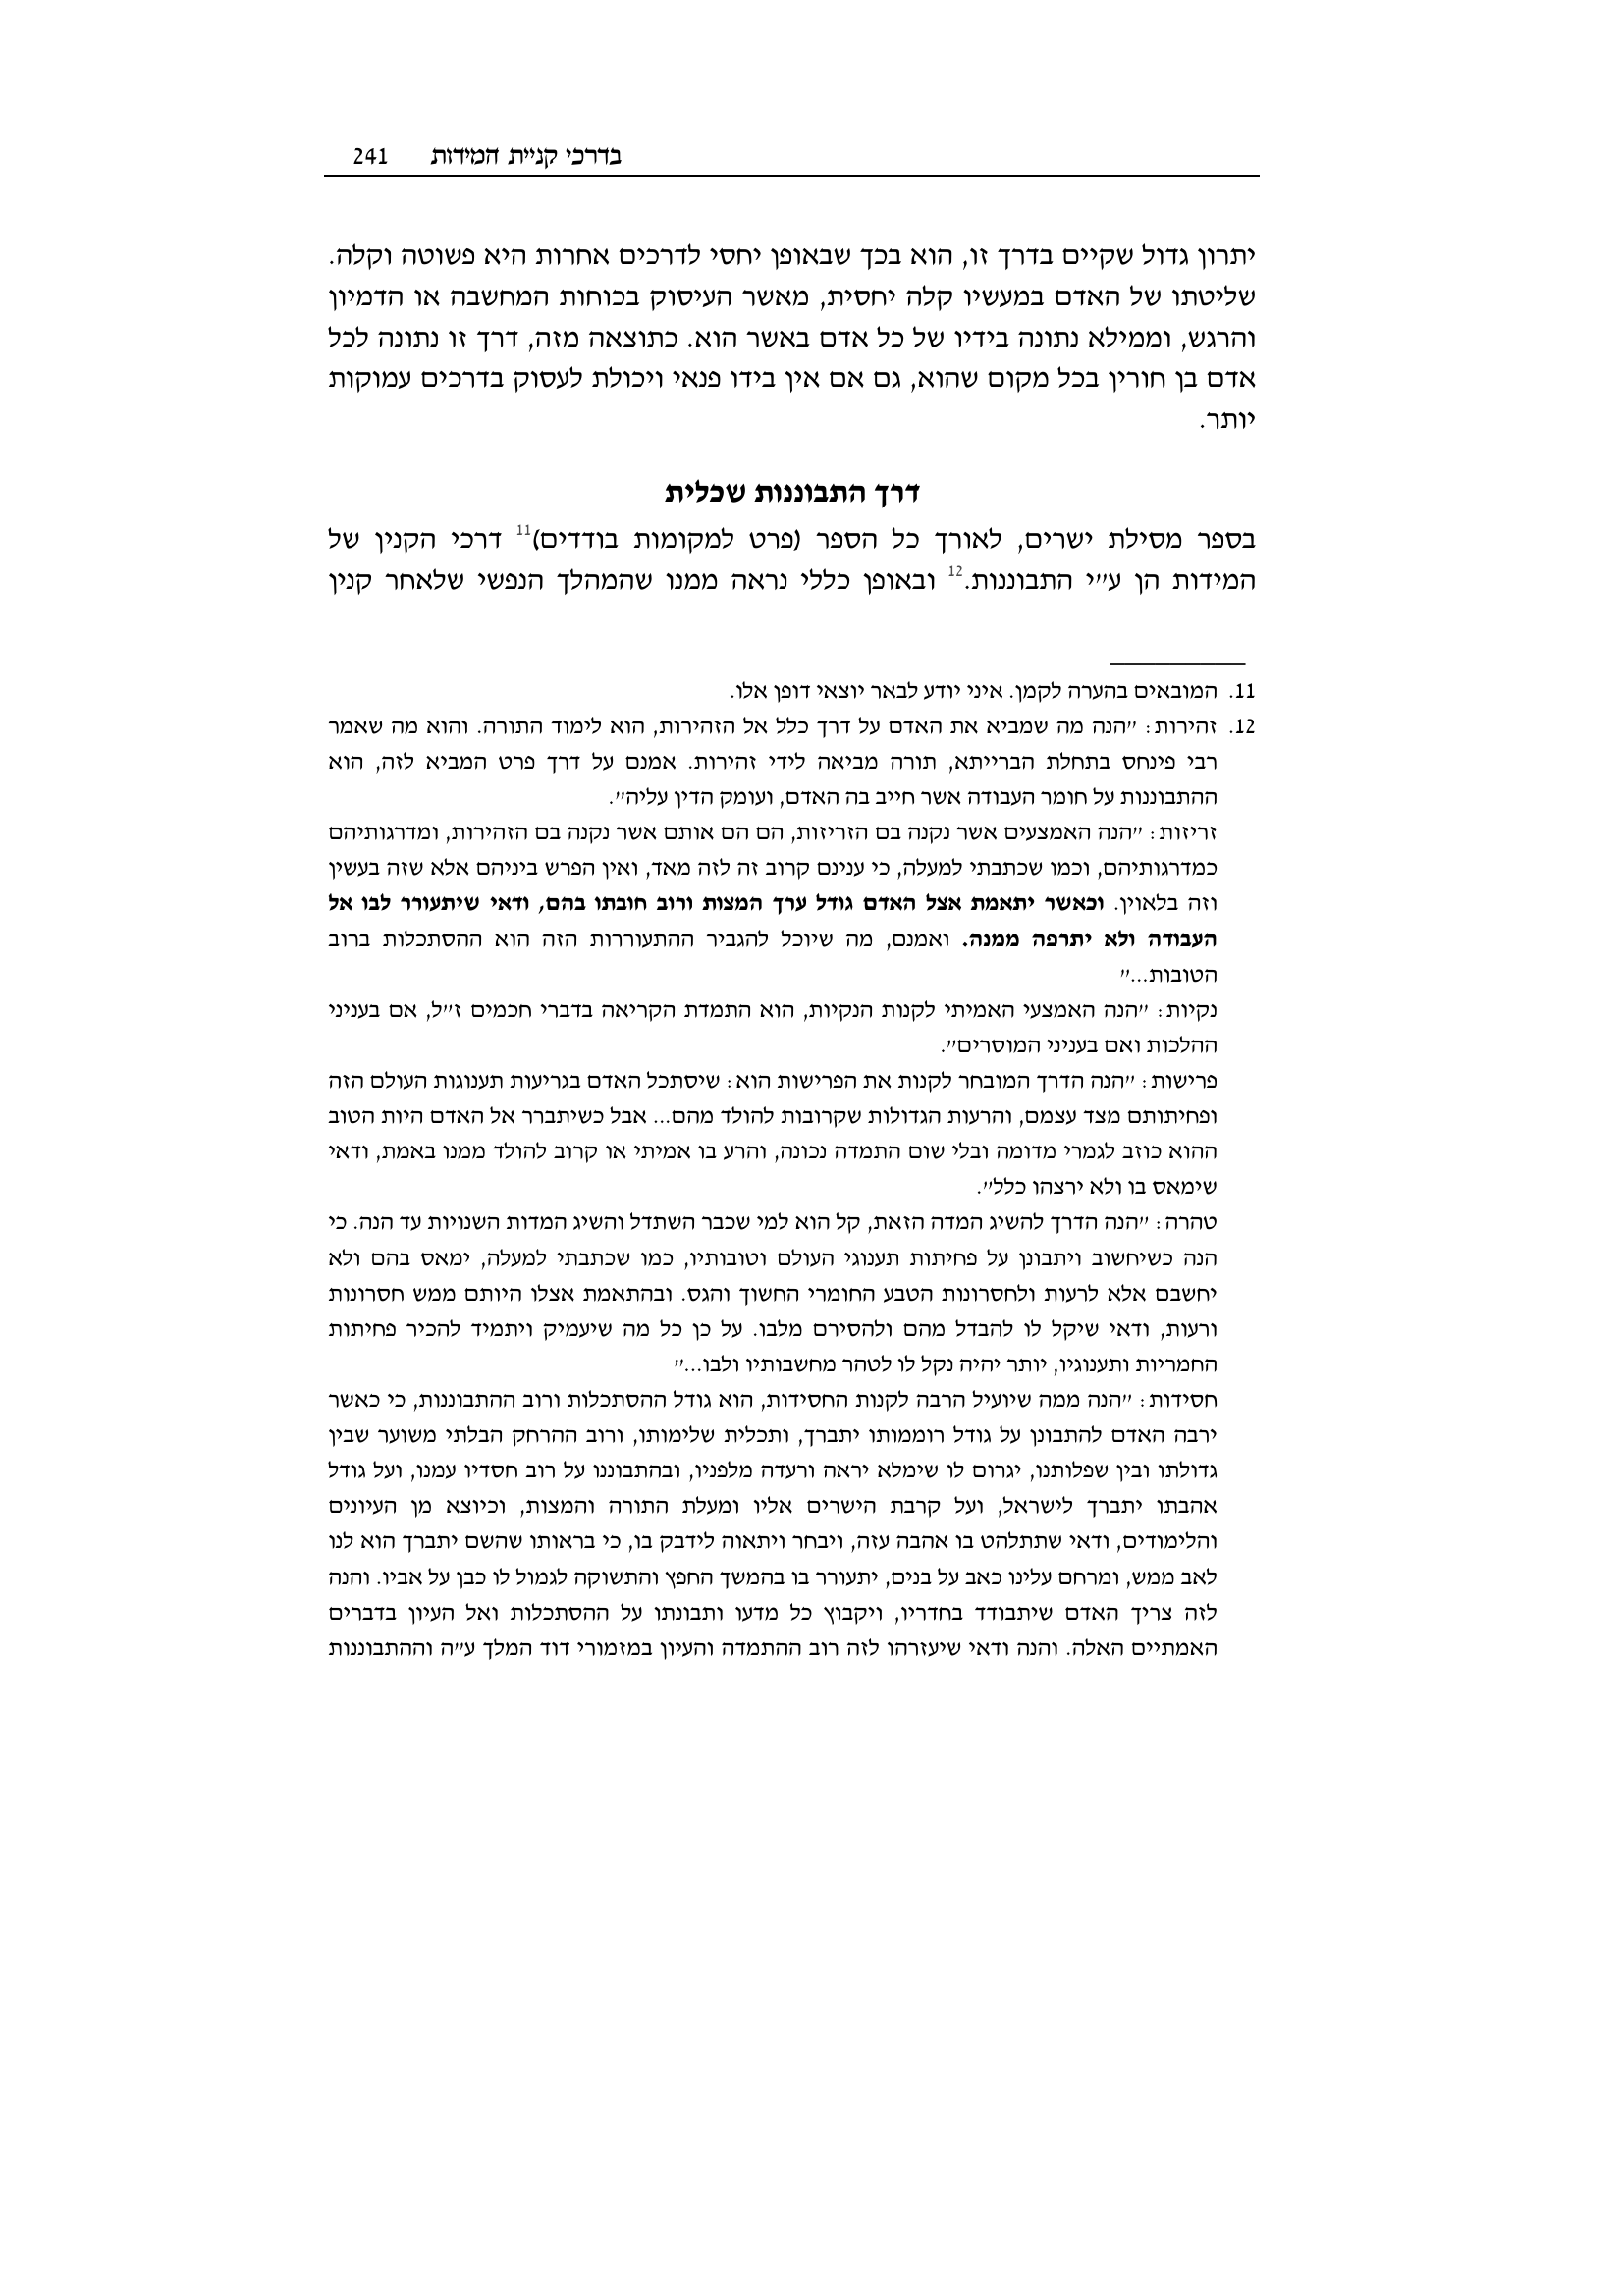 בדרכי קניית המידות 241
יתרון גדול שקיים בדרך זו, הוא בכך שבאופן יחסי לדרכים אחרות היא פשוטה וקלה.
שליטתו של האדם במעשיו קלה יחסית, מאשר העיסוק בכוחות המחשבה או הדמיון
והרגש, וממילא נתונה בידיו של כל אדם באשר הוא. כתוצאה מזה, דרך זו נתונה לכל
אדם בן חורין בכל מקום שהוא, גם אם אין בידו פנאי ויכולת לעסוק בדרכים עמוקות
יותר.
דרך התבוננות שכלית
בספר מסילת ישרים, לאורך כל הספר (פרט למקומות בודדים)11 דרכי הקנין של
המידות הן ע״י התבוננות.12 ובאופן כללי נראה ממנו שהמהלך הנפשי שלאחר קנין
11. המובאים בהערה לקמן. איני יודע לבאר יוצאי דופן אלו.
12. זהירות: ״הנה מה שמביא את האדם על דרך כלל אל הזהירות, הוא לימוד התורה. והוא מה שאמר
רבי פינחס בתחלת הברייתא, תורה מביאה לידי זהירות. אמנם על דרך פרט המביא לזה, הוא
ההתבוננות על חומר העבודה אשר חייב בה האדם, ועומק הדין עליה״.
זריזות: ״הנה האמצעים אשר נקנה בם הזריזות, הם הם אותם אשר נקנה בם הזהירות, ומדרגותיהם
כמדרגותיהם, וכמו שכתבתי למעלה, כי ענינם קרוב זה לזה מאד, ואין הפרש ביניהם אלא שזה בעשין
וזה בלאוין. וכאשר יתאמת אצל האדם גודל ערך המצות ורוב חובתו בהם, ודאי שיתעורר לבו אל
העבודה ולא יתרפה ממנה. ואמנם, מה שיוכל להגביר ההתעוררות הזה הוא ההסתכלות ברוב
הטובות...״
נקיות: ״הנה האמצעי האמיתי לקנות הנקיות, הוא התמדת הקריאה בדברי חכמים ז״ל, אם בעניני
ההלכות ואם בעניני המוסרים״.
פרישות: ״הנה הדרך המובחר לקנות את הפרישות הוא: שיסתכל האדם בגריעות תענוגות העולם הזה
ופחיתותם מצד עצמם, והרעות הגדולות שקרובות להולד מהם... אבל כשיתברר אל האדם היות הטוב
ההוא כוזב לגמרי מדומה ובלי שום התמדה נכונה, והרע בו אמיתי או קרוב להולד ממנו באמת, ודאי
שימאס בו ולא ירצהו כלל״.
טהרה: ״הנה הדרך להשיג המדה הזאת, קל הוא למי שכבר השתדל והשיג המדות השנויות עד הנה. כי
הנה כשיחשוב ויתבונן על פחיתות תענוגי העולם וטובותיו, כמו שכתבתי למעלה, ימאס בהם ולא
יחשבם אלא לרעות ולחסרונות הטבע החומרי החשוך והגס. ובהתאמת אצלו היותם ממש חסרונות
ורעות, ודאי שיקל לו להבדל מהם ולהסירם מלבו. על כן כל מה שיעמיק ויתמיד להכיר פחיתות
החמריות ותענוגיו, יותר יהיה נקל לו לטהר מחשבותיו ולבו...״
חסידות: ״הנה ממה שיועיל הרבה לקנות החסידות, הוא גודל ההסתכלות ורוב ההתבוננות, כי כאשר
ירבה האדם להתבונן על גודל רוממותו יתברך, ותכלית שלימותו, ורוב ההרחק הבלתי משוער שבין
גדולתו ובין שפלותנו, יגרום לו שימלא יראה ורעדה מלפניו, ובהתבוננו על רוב חסדיו עמנו, ועל גודל
אהבתו יתברך לישראל, ועל קרבת הישרים אליו ומעלת התורה והמצות, וכיוצא מן העיונים
והלימודים, ודאי שתתלהט בו אהבה עזה, ויבחר ויתאוה לידבק בו, כי בראותו שהשם יתברך הוא לנו
לאב ממש, ומרחם עלינו כאב על בנים, יתעורר בו בהמשך החפץ והתשוקה לגמול לו כבן על אביו. והנה
לזה צריך האדם שיתבודד בחדריו, ויקבוץ כל מדעו ותבונתו על ההסתכלות ואל העיון בדברים
האמתיים האלה. והנה ודאי שיעזרהו לזה רוב ההתמדה והעיון במזמורי דוד המלך ע״ה וההתבוננות